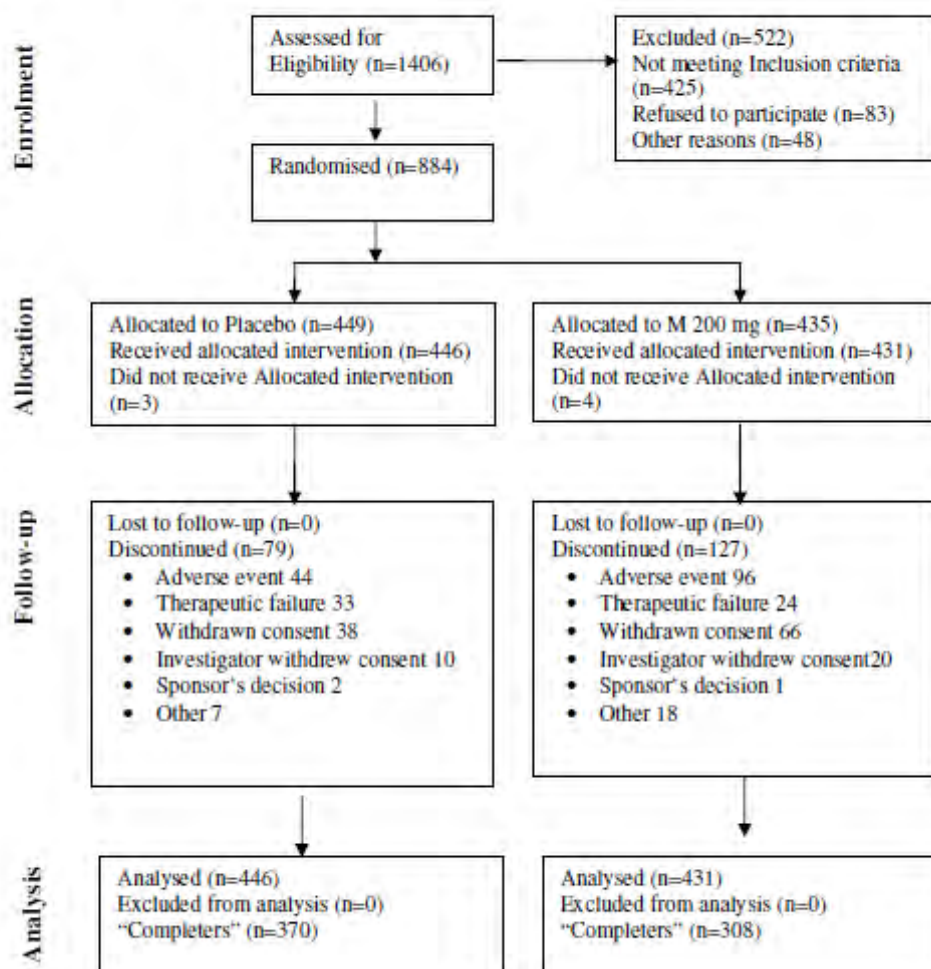 Enrolment
Assessed for
Eligibility (n=1406)
Excluded (n=522)
Not meeting Inclusion criteria
(n=425)
Refused to participate (n=83)
Other reasons (n=48)
Randomised (n=884)
Allocation
Allocated to Placebo (n=449)
Received allocated intervention (n=446)
Did not receive Allocated intervention
(n=3)
Allocated to M 200 mg (n=435)
Received allocated intervention (n=431)
Did not receive Allocated intervention
(n=4)
Follow-up
Lost to follow-up (n=0)
Discontinued (n=79)
• Adverse event 44
• Therapeutic failure 33
• Withdrawn consent 38
• Investigator withdrew consent 10
• Sponsor's decision 2
• Other 7
Lost to follow-up (n=0)
Discontinued (n=127)
• Adverse event 96
• Therapeutic failure 24
• Withdrawn consent 66
• Investigator withdrew consent20
• Sponsor's decision 1
• Other 18
Analysis
Analysed (n=446)
Excluded from analysis (n=0)
“Completers” (n=370)
Analysed (n=431)
Excluded from analysis (n=0)
“Completers” (n=308)